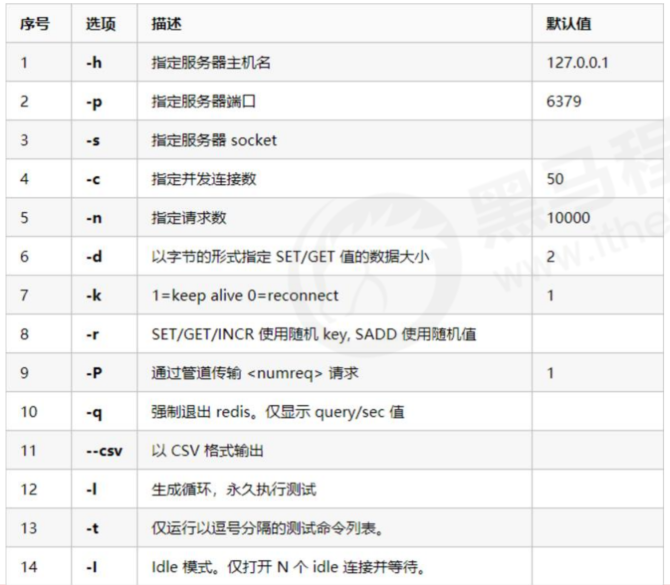 序号 选项 描述 默认值
1 -h 指定服务器主机名 127.0.0.1
2 -p 指定服务器端口 6379
3 -s 指定服务器 socket
4 -c 指定并发连接数 50
5 -n 指定请求数 10000
6 -d 以字节的形式指定 SET/GET 值的数据大小 2
7 -k 1=keep alive 0=reconnect 1
8 -r SET/GET/INCR 使用随机 key, SADD 使用随机值
9 -P 通过管道传输 <numreq> 请求 1
10 -q 强制退出 redis。仅显示 query/sec 值
11 --csv 以 CSV 格式输出
12 -l 生成循环，永久执行测试
13 -t 仅运行以逗号分隔的测试命令列表。
14 -I Idle 模式。仅打开 N 个 idle 连接并等待。
黑马程
www.ithe